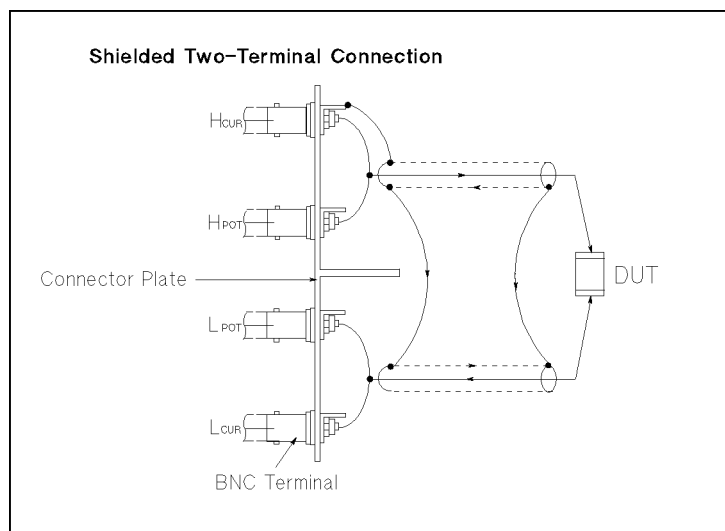 Shielded Two-Terminal Connection
HCUR
HPOT
Connector Plate
DUT
LPOT
LCUR
BNC Terminal